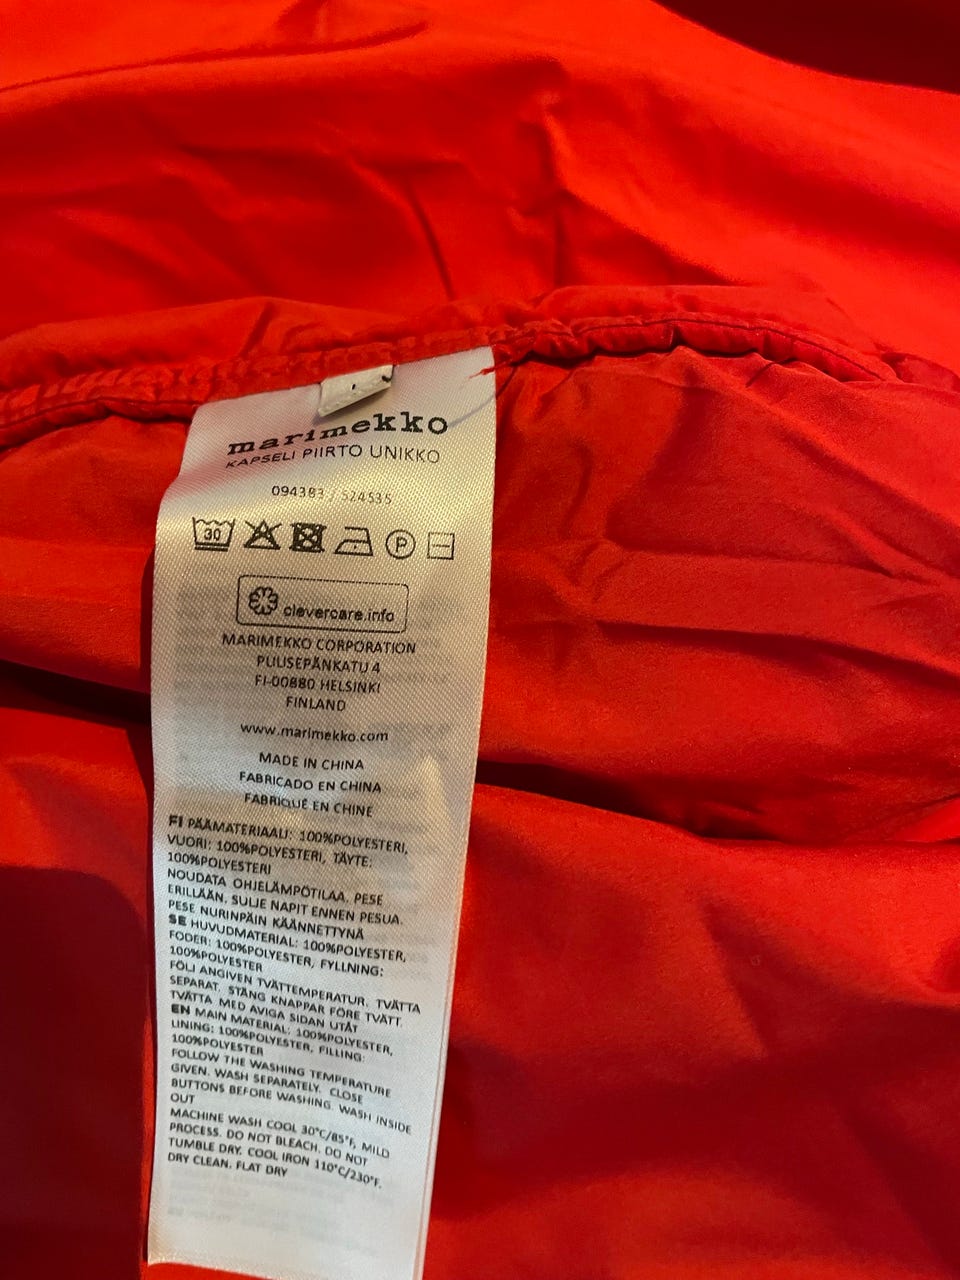 marimekko
KAPSELI PIIRTO UNIKKO
094383 / 524535
30
P
clevercare.info
MARIMEKKO CORPORATION
PUUSEPÄNKATU 4
FI-00880 HELSINKI
FINLAND
www.marimekko.com
MADE IN CHINA
FABRICADO EN CHINA
FABRIQUÉ EN CHINE
FI PÄÄMATERIAALI: 100%POLYESTERI,
VUORI: 100%POLYESTERI, TÄYTE:
100%POLYESTERI
NOUDATA OHJELÄMPÖTILAA. PESE
ERILLÄÄN, SULJE NAPIT ENNEN PESUA.
PESE NURINPÄIN KÄÄNNETTYNÄ
SE HUVUDMATERIAL: 100%POLYESTER,
FODER: 100%POLYESTER, FYLLNING:
100%POLYESTER
FÖLJ ANGIVEN TVÄTTEMPERATUR. TVÄTTA
SEPARAT. STÄNG KNAPPAR FÖRE TVÄTT.
TVÄTTA MED AVIGA SIDAN UTÅT
EN MAIN MATERIAL: 100%POLYESTER,
LINING: 100%POLYESTER, FILLING:
100%POLYESTER
FOLLOW THE WASHING TEMPERATURE
GIVEN. WASH SEPARATELY. CLOSE
BUTTONS BEFORE WASHING. WASH INSIDE
OUT
MACHINE WASH COOL 30°C/85°F, MILD
PROCESS. DO NOT BLEACH. DO NOT
TUMBLE DRY. COOL IRON 110°C/230°F.
DRY CLEAN. FLAT DRY